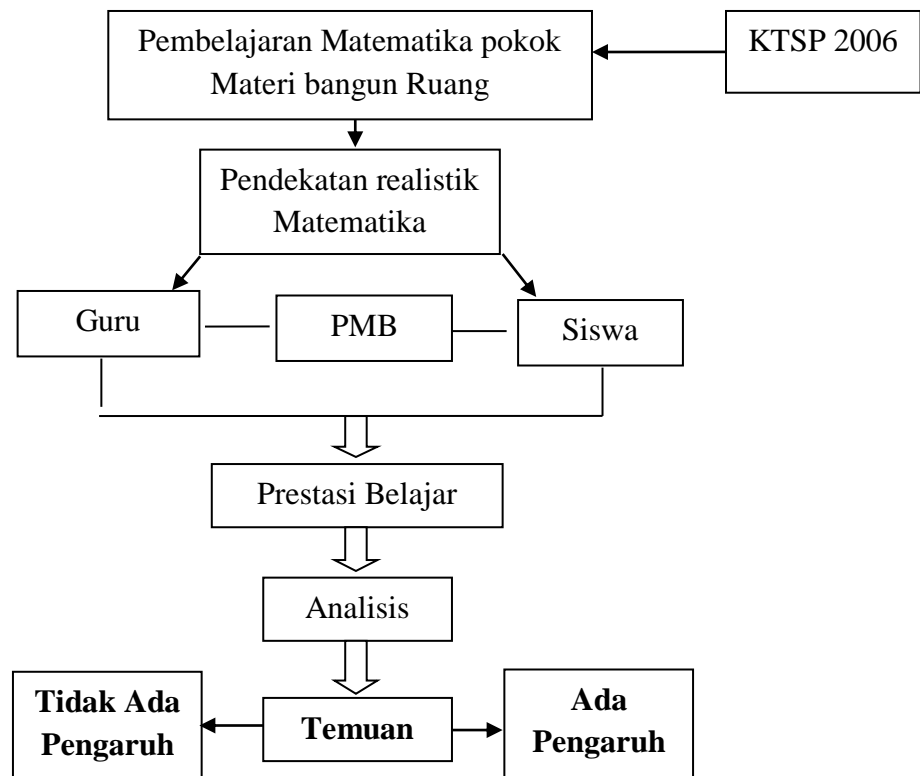 Pembelajaran Matematika pokok
Materi bangun Ruang
KTSP 2006
Pendekatan realistik
Matematika
Guru
PMB
Siswa
Prestasi Belajar
Analisis
Tidak Ada
Pengaruh
Temuan
Ada
Pengaruh